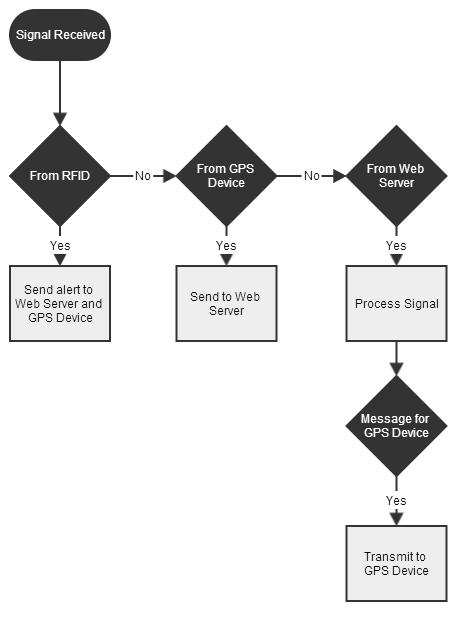 Signal Received
From RFID
No
From GPS
Device
No
From Web
Server
Yes
Yes
Yes
Send alert to
Web Server and
GPS Device
Send to Web
Server
Process Signal
Message for
GPS Device
Yes
Transmit to
GPS Device